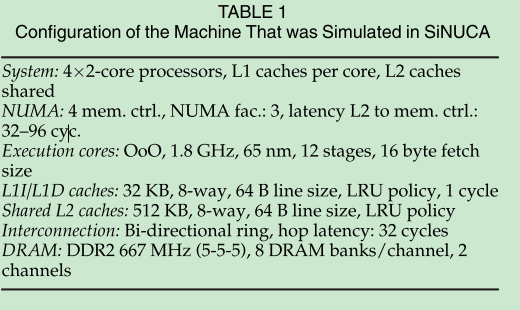 TABLE 1
Configuration of the Machine That was Simulated in SiNUCA
System: 4×2-core processors, L1 caches per core, L2 caches
shared
NUMA: 4 mem. ctrl., NUMA fac.: 3, latency L2 to mem. ctrl.:
32–96 cyc.
Execution cores: OoO, 1.8 GHz, 65 nm, 12 stages, 16 byte fetch
size
L1I/L1D caches: 32 KB, 8-way, 64 B line size, LRU policy, 1 cycle
Shared L2 caches: 512 KB, 8-way, 64 B line size, LRU policy
Interconnection: Bi-directional ring, hop latency: 32 cycles
DRAM: DDR2 667 MHz (5-5-5), 8 DRAM banks/channel, 2
channels